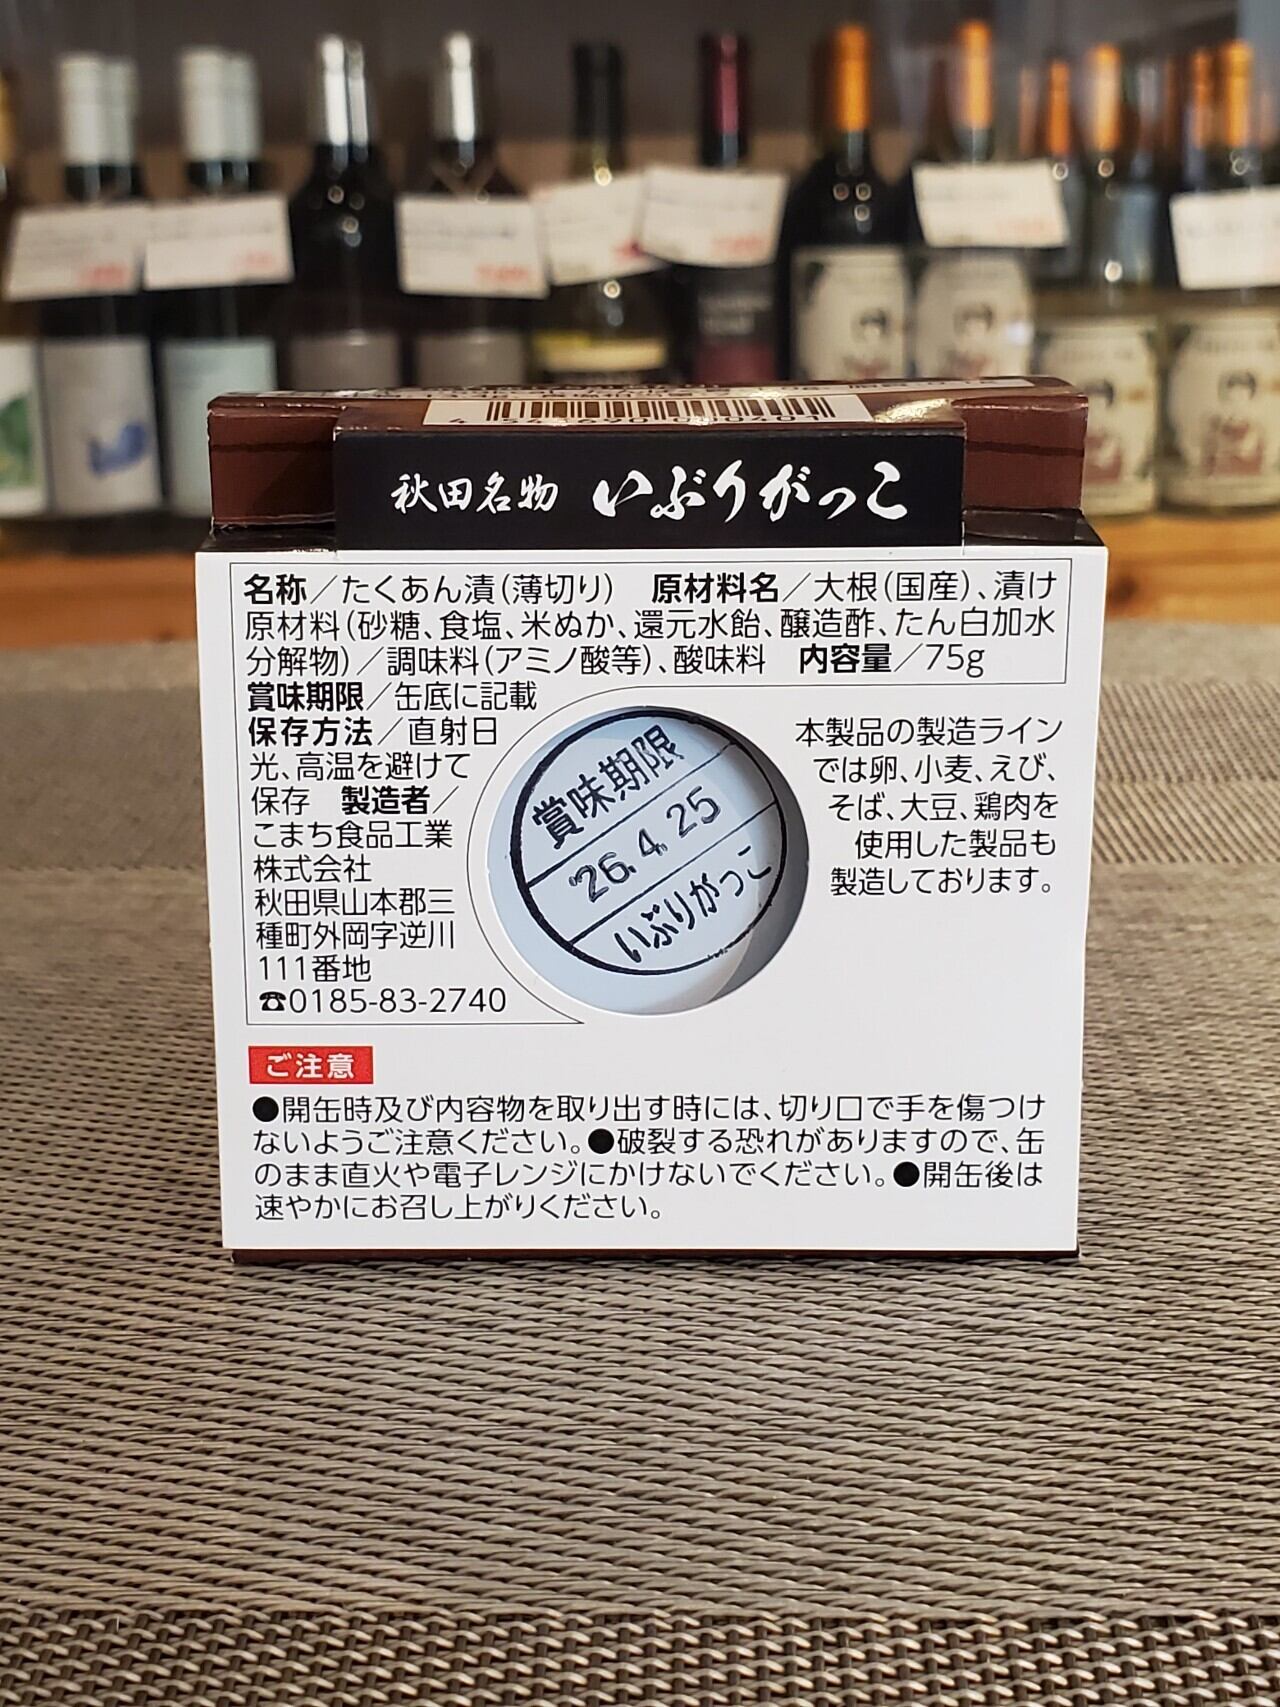 秋田名物 いぶりがっこ
名称／たくあん漬（薄切り） 原材料名／大根（国産）、漬け
原材料（砂糖、食塩、米ぬか、還元水飴、醸造酢、たん白加水
分解物）／調味料（アミノ酸等）、酸味料 内容量／75g
賞味期限／缶底に記載
保存方法／直射日
光、高温を避けて
保存 製造者／
こまち食品工業
株式会社
秋田県山本郡三
種町外岡字逆川
111番地
☎0185-83-2740
賞味期限
'26.4.25
いぶりがっこ
本製品の製造ライン
では卵、小麦、えび、
そば、大豆、鶏肉を
使用した製品も
製造しております。
ご注意
●開缶時及び内容物を取り出す時には、切り口で手を傷つけ
ないようご注意ください。●破裂する恐れがありますので、缶
のまま直火や電子レンジにかけないでください。●開缶後は
速やかにお召し上がりください。